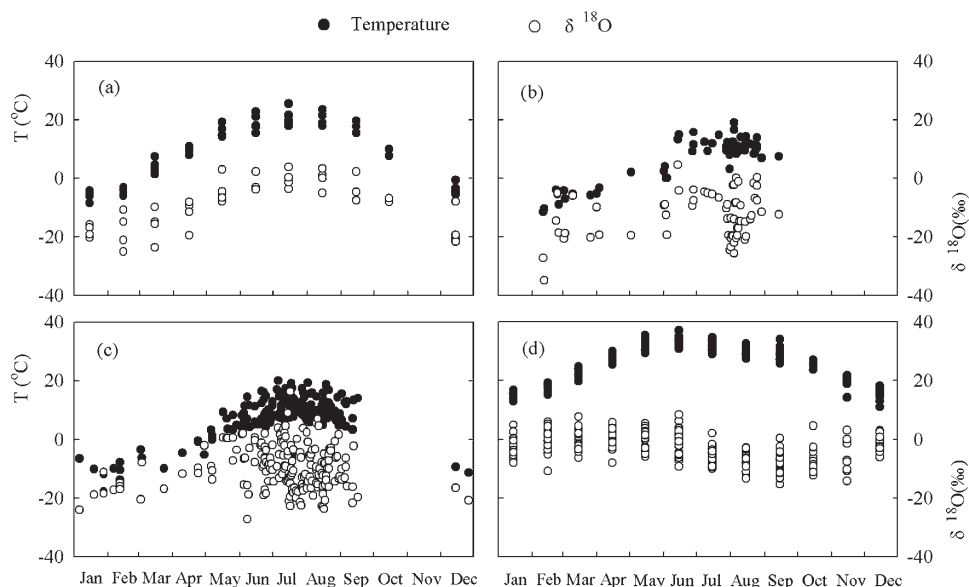 Temperature δ ¹⁸O
40 (a) (b) 40
T (°C)
20 20
0 0
-20 -20
δ ¹⁸O(‰)
-40 -40
40 (c) (d) 40
T (°C)
20 20
0 0
-20 -20
δ ¹⁸O(‰)
-40 -40
Jan Feb Mar Apr May Jun Jul Aug Sep Oct Nov Dec Jan Feb Mar Apr May Jun Jul Aug Sep Oct Nov Dec